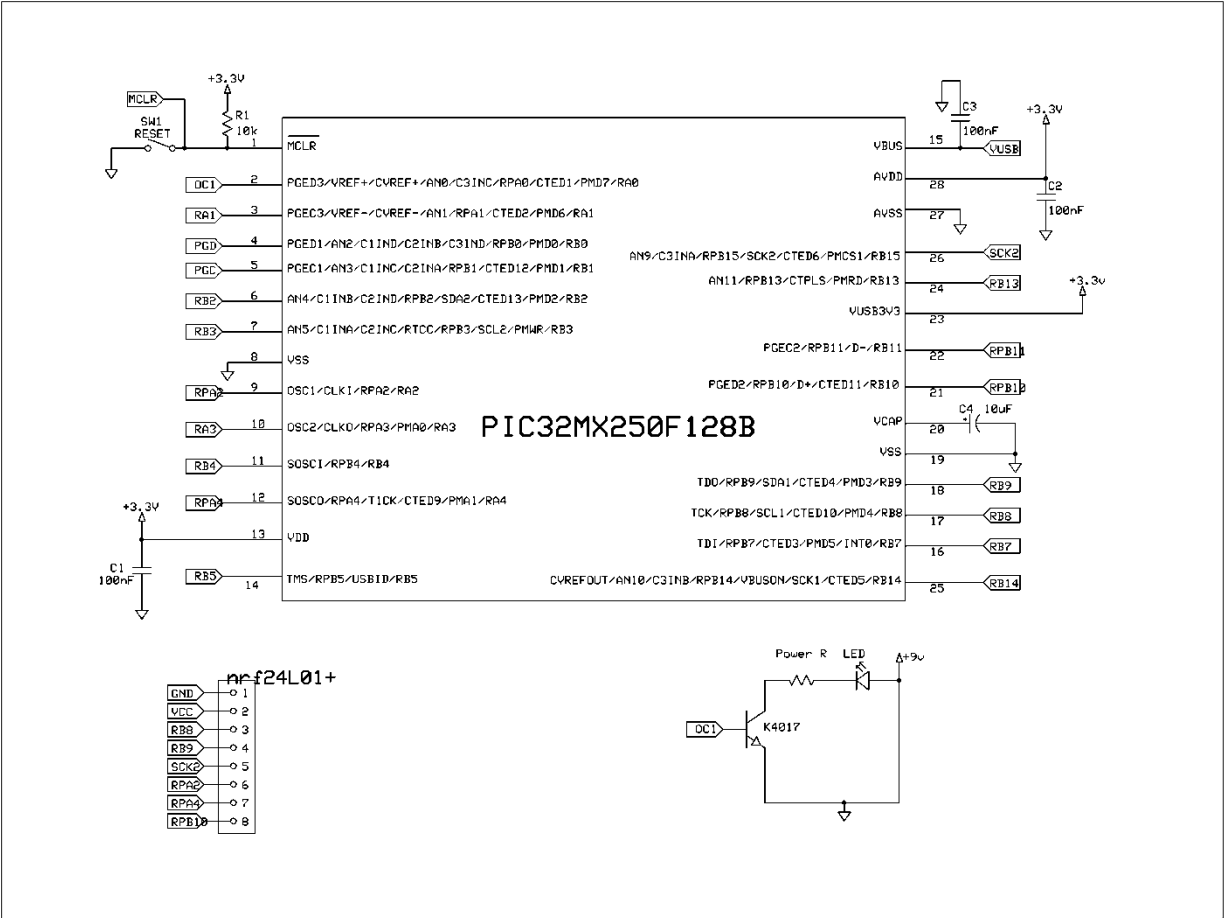 +3.3V
MCLR
SW1
RESET
R1
10k
1 MCLR
OC1 2 PGED3/VREF+/CVREF+/AN0/C3INC/RPA0/CTED1/PMD7/RA0
RA1 3 PGEC3/VREF-/CVREF-/AN1/RPA1/CTED2/PMD6/RA1
PGD 4 PGED1/AN2/C1IND/C2INB/C3IND/RPB0/PMD0/RB0
PGC 5 PGEC1/AN3/C1INC/C2INA/RPB1/CTED12/PMD1/RB1
RB2 6 AN4/C1INB/C2IND/RPB2/SDA2/CTED13/PMD2/RB2
RB3 7 AN5/C1INA/C2INC/RTCC/RPB3/SCL2/PMWR/RB3
8 VSS
RPA2 9 OSC1/CLKI/RPA2/RA2
RA3 10 OSC2/CLKO/RPA3/PMA0/RA3
RB4 11 SOSCI/RPB4/RB4
RPA4 12 SOSCO/RPA4/T1CK/CTED9/PMA1/RA4
+3.3V
13 VDD
C1
100nF
RB5 14 TMS/RPB5/USBID/RB5
PIC32MX250F128B
C3
100nF
+3.3V
VBUS 15 VUSB
AVDD 28
C2
100nF
AVSS 27
AN9/C3INA/RPB15/SCK2/CTED6/PMCS1/RB15 26 SCK2
AN11/RPB13/CTPLS/PMRD/RB13 24 RB13
+3.3v
VUSB3V3 23
PGEC2/RPB11/D-/RB11 22 RPB11
PGED2/RPB10/D+/CTED11/RB10 21 RPB10
C4 10uF
VCAP 20 +
VSS 19
TDO/RPB9/SDA1/CTED4/PMD3/RB9 18 RB9
TCK/RPB8/SCL1/CTED10/PMD4/RB8 17 RB8
TDI/RPB7/CTED3/PMD5/INT0/RB7 16 RB7
CVREFOUT/AN10/C3INB/RPB14/VBUSON/SCK1/CTED5/RB14 25 RB14
nrf24L01+
GND 1
VCC 2
RB8 3
RB9 4
SCK2 5
RPA2 6
RPA4 7
RPB10 8
Power R LED +9v
OC1 K4017